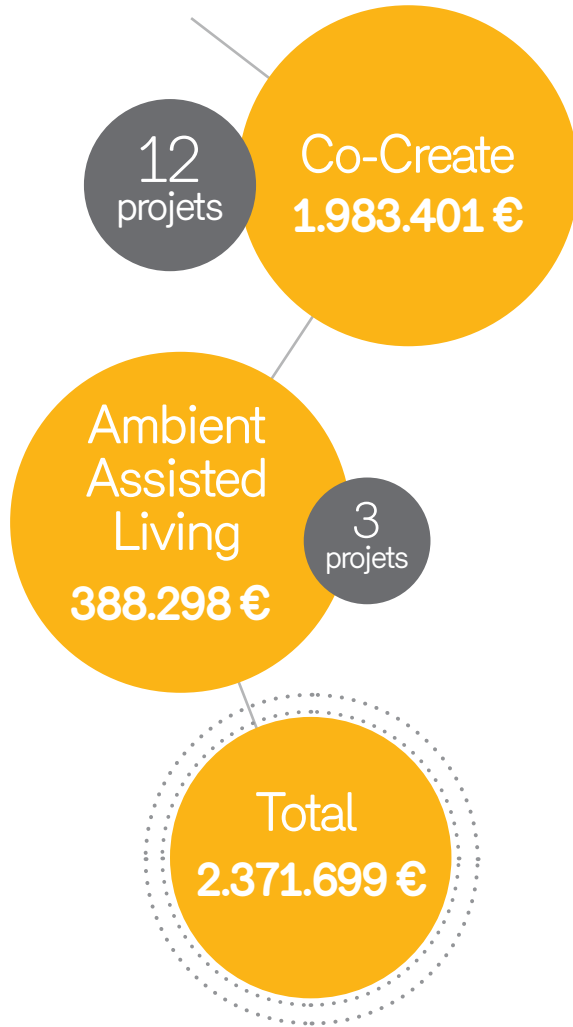 12
projets
Co-Create
1.983.401 €
Ambient
Assisted
Living
388.298 €
3
projets
Total
2.371.699 €